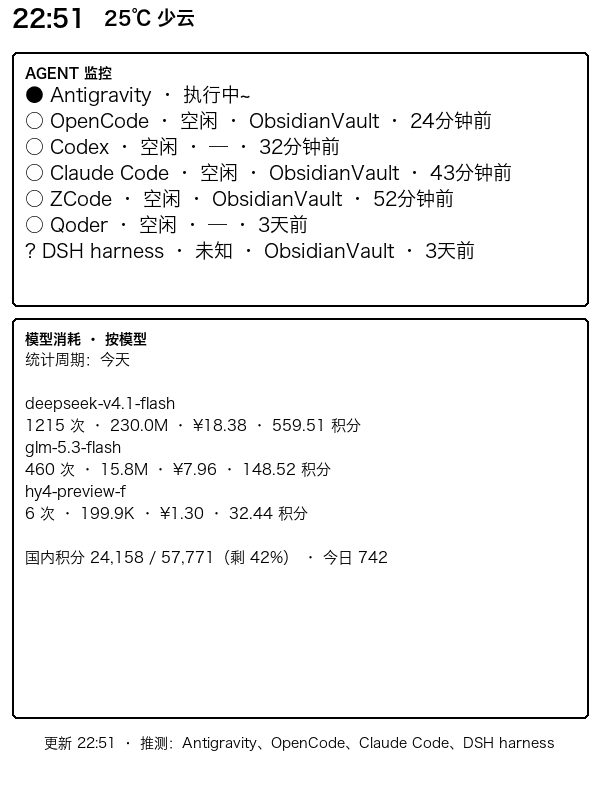 22:51 25℃ 少云
AGENT 监控
● Antigravity · 执行中~
○ OpenCode · 空闲 · ObsidianVault · 24分钟前
○ Codex · 空闲 · — · 32分钟前
○ Claude Code · 空闲 · ObsidianVault · 43分钟前
○ ZCode · 空闲 · ObsidianVault · 52分钟前
○ Qoder · 空闲 · — · 3天前
? DSH harness · 未知 · ObsidianVault · 3天前
模型消耗 · 按模型
统计周期：今天
deepseek-v4.1-flash
1215 次 · 230.0M · ¥18.38 · 559.51 积分
glm-5.3-flash
460 次 · 15.8M · ¥7.96 · 148.52 积分
hy4-preview-f
6 次 · 199.9K · ¥1.30 · 32.44 积分
国内积分 24,158 / 57,771（剩 42%） · 今日 742
更新 22:51 · 推测：Antigravity、OpenCode、Claude Code、DSH harness